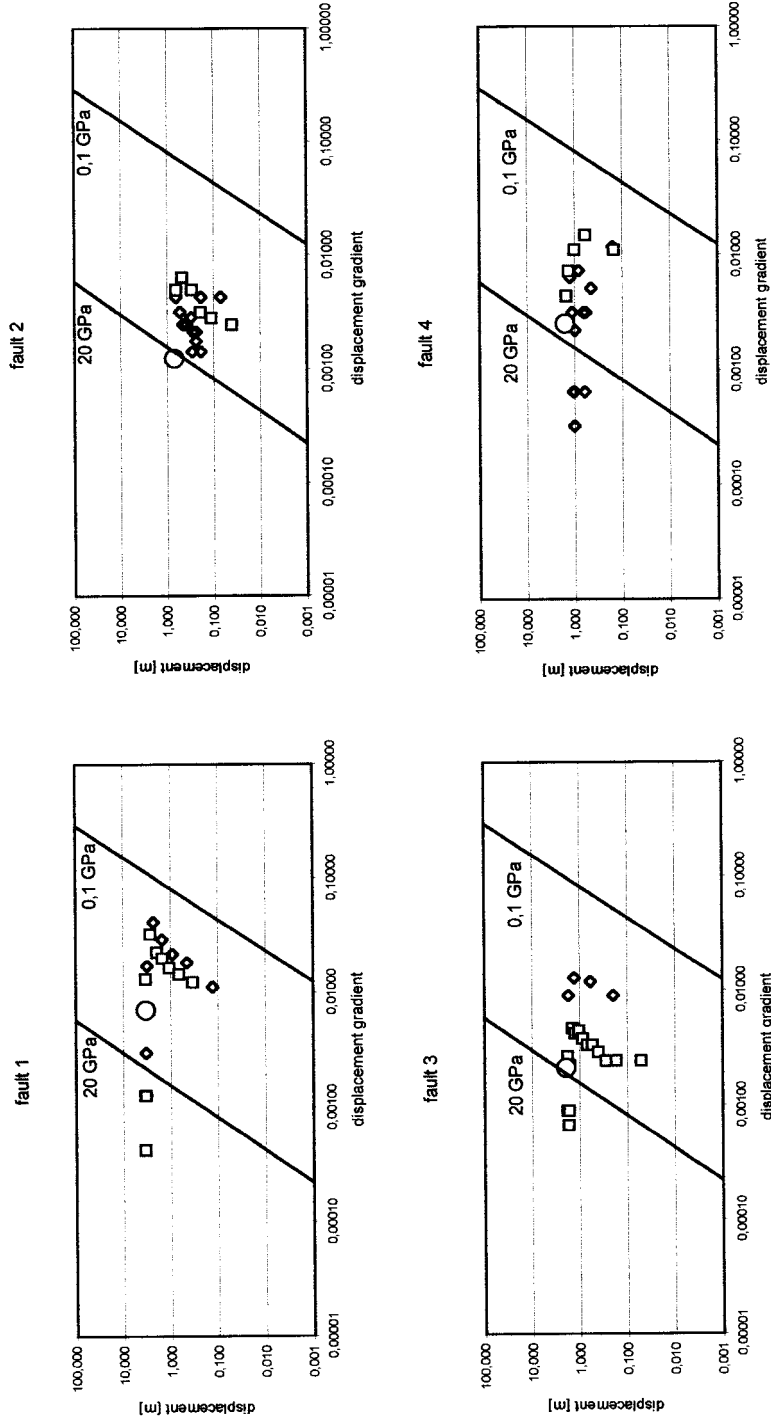 fault 1
100,000
10,000
1,000
0,100
0,010
0,001
displacement [m]
0,00001
0,00010
0,00100
0,01000
0,10000
1,00000
displacement gradient
20 GPa
0,1 GPa
fault 2
100,000
10,000
1,000
0,100
0,010
0,001
displacement [m]
0,00001
0,00010
0,00100
0,01000
0,10000
1,00000
displacement gradient
20 GPa
0,1 GPa
fault 3
100,000
10,000
1,000
0,100
0,010
0,001
displacement [m]
0,00001
0,00010
0,00100
0,01000
0,10000
1,00000
displacement gradient
20 GPa
0,1 GPa
fault 4
100,000
10,000
1,000
0,100
0,010
0,001
displacement [m]
0,00001
0,00010
0,00100
0,01000
0,10000
1,00000
displacement gradient
20 GPa
0,1 GPa